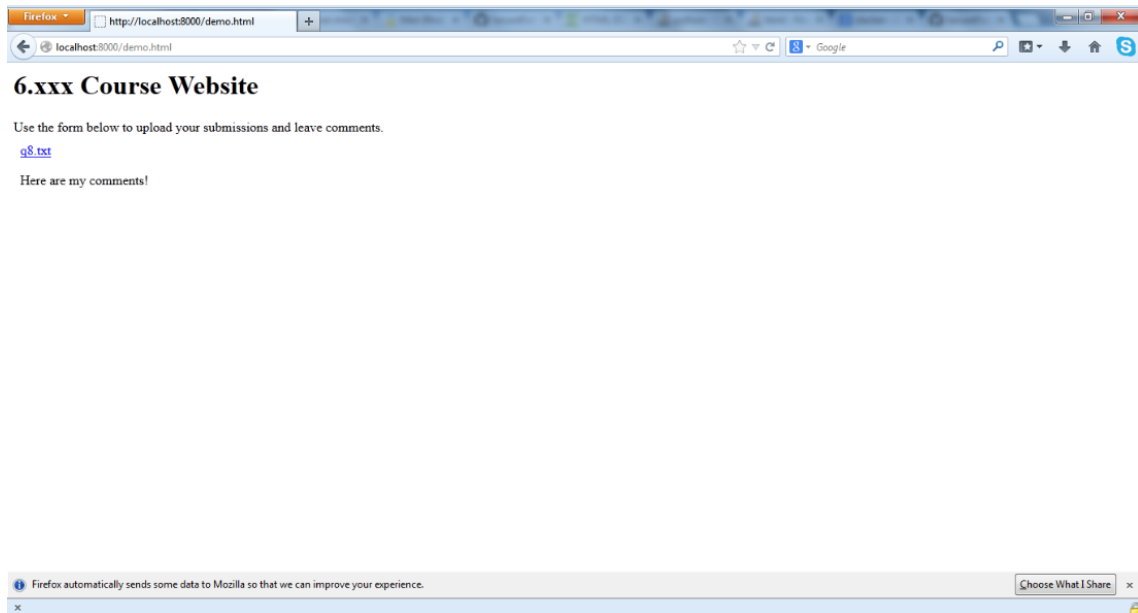 Firefox
http://localhost:8000/demo.html
localhost:8000/demo.html
Google
6.xxx Course Website
Use the form below to upload your submissions and leave comments.
q8.txt
Here are my comments!
Firefox automatically sends some data to Mozilla so that we can improve your experience.
Choose What I Share